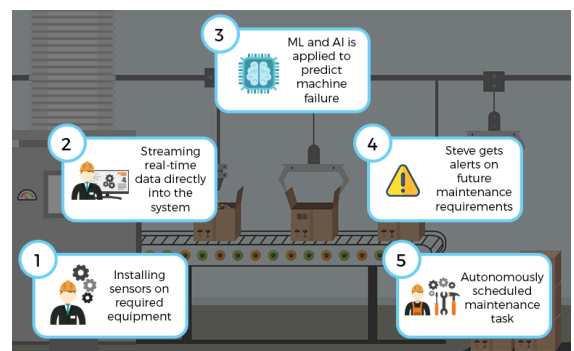 1
Installing
sensors on
required
equipment
2
Streaming
real-time
data directly
into the
system
3
ML and AI is
applied to
predict
machine
failure
4
Steve gets
alerts on
future
maintenance
requirements
5
Autonomously
scheduled
maintenance
task